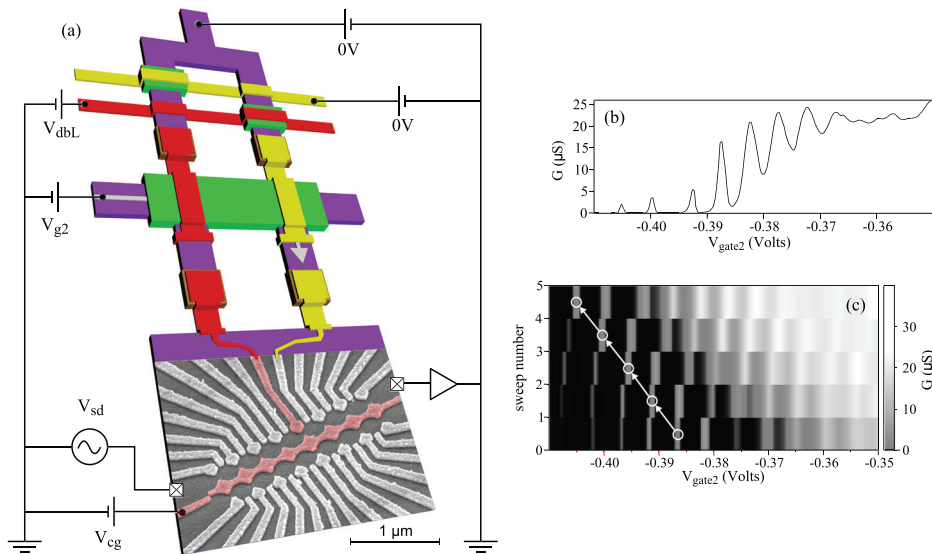 (a)
0V
V_dbL
0V
V_g2
V_sd
V_cg
1 μm
(b)
G (μS)
25
20
15
10
5
0
-0.40 -0.39 -0.38 -0.37 -0.36
V_gate2 (Volts)
(c)
sweep number
5
4
3
2
1
0
-0.40 -0.39 -0.38 -0.37 -0.36 -0.35
V_gate2 (Volts)
30
20
10
0
G (μS)